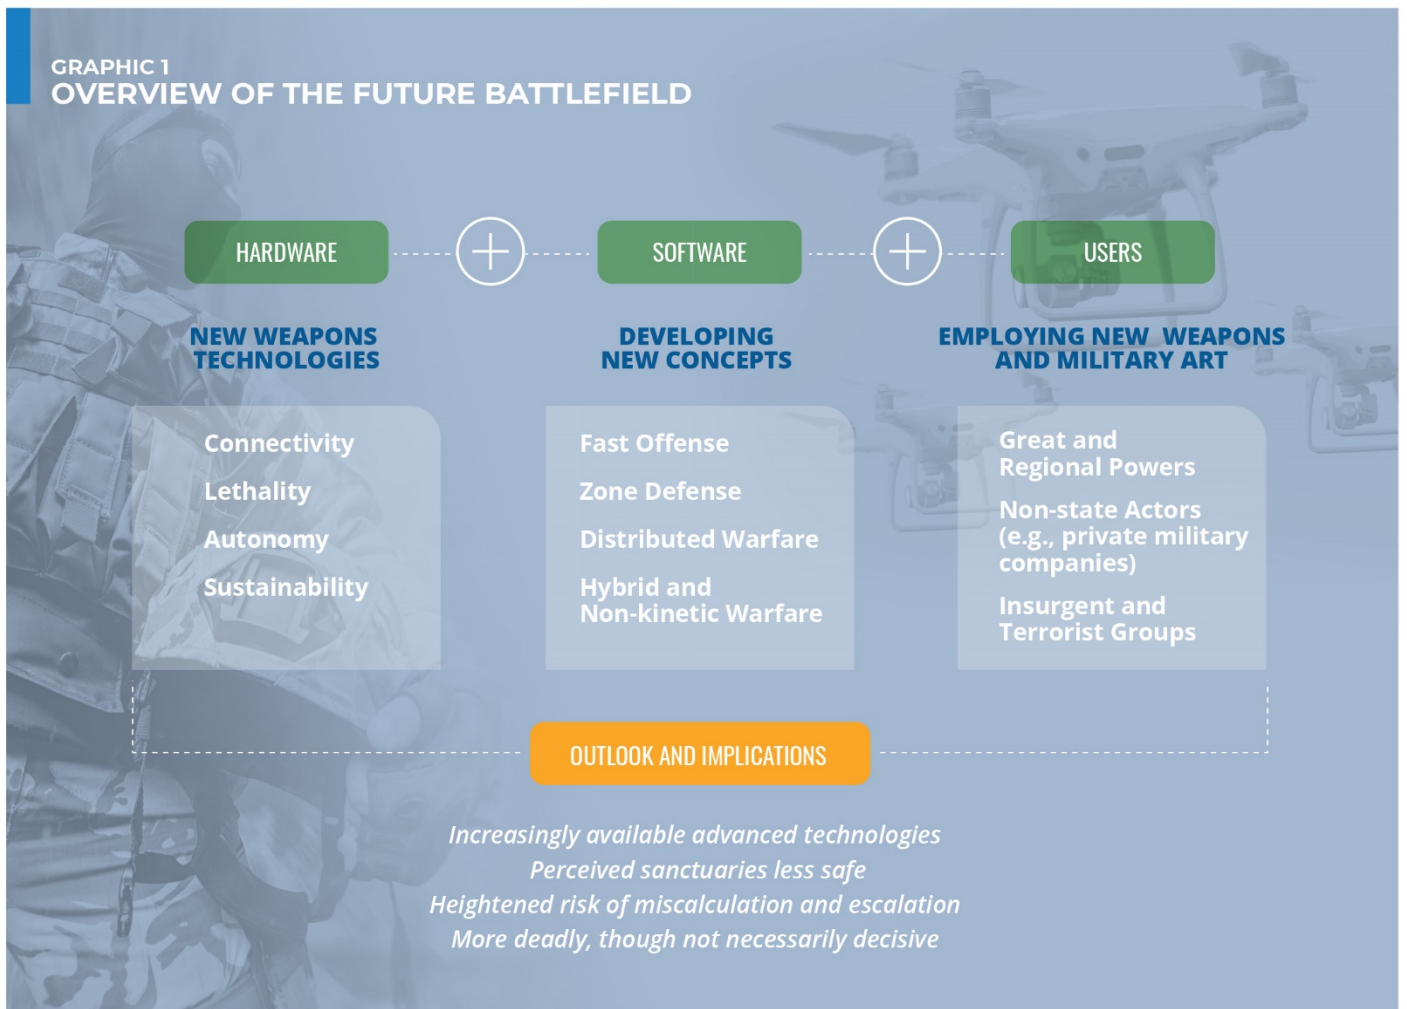 GRAPHIC 1
OVERVIEW OF THE FUTURE BATTLEFIELD
HARDWARE
SOFTWARE
USERS
NEW WEAPONS
TECHNOLOGIES
DEVELOPING
NEW CONCEPTS
EMPLOYING NEW WEAPONS
AND MILITARY ART
Connectivity
Lethality
Autonomy
Sustainability
Fast Offense
Zone Defense
Distributed Warfare
Hybrid and
Non-kinetic Warfare
Great and
Regional Powers
Non-state Actors
(e.g., private military
companies)
Insurgent and
Terrorist Groups
OUTLOOK AND IMPLICATIONS
Increasingly available advanced technologies
Perceived sanctuaries less safe
Heightened risk of miscalculation and escalation
More deadly, though not necessarily decisive